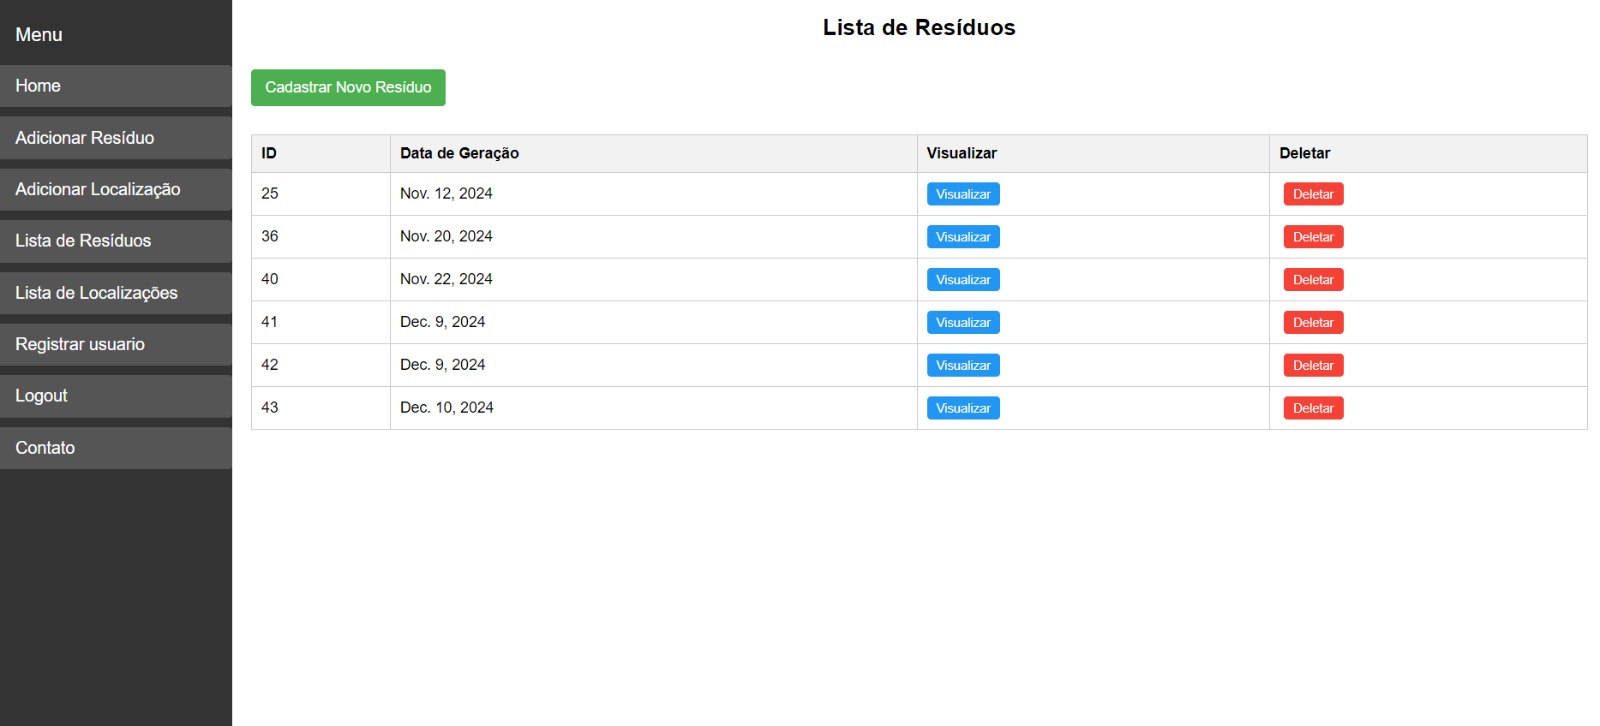 Menu
Home
Adicionar Resíduo
Adicionar Localização
Lista de Resíduos
Lista de Localizações
Registrar usuario
Logout
Contato
Lista de Resíduos
Cadastrar Novo Resíduo
ID Data de Geração Visualizar Deletar
25 Nov. 12, 2024 Visualizar Deletar
36 Nov. 20, 2024 Visualizar Deletar
40 Nov. 22, 2024 Visualizar Deletar
41 Dec. 9, 2024 Visualizar Deletar
42 Dec. 9, 2024 Visualizar Deletar
43 Dec. 10, 2024 Visualizar Deletar